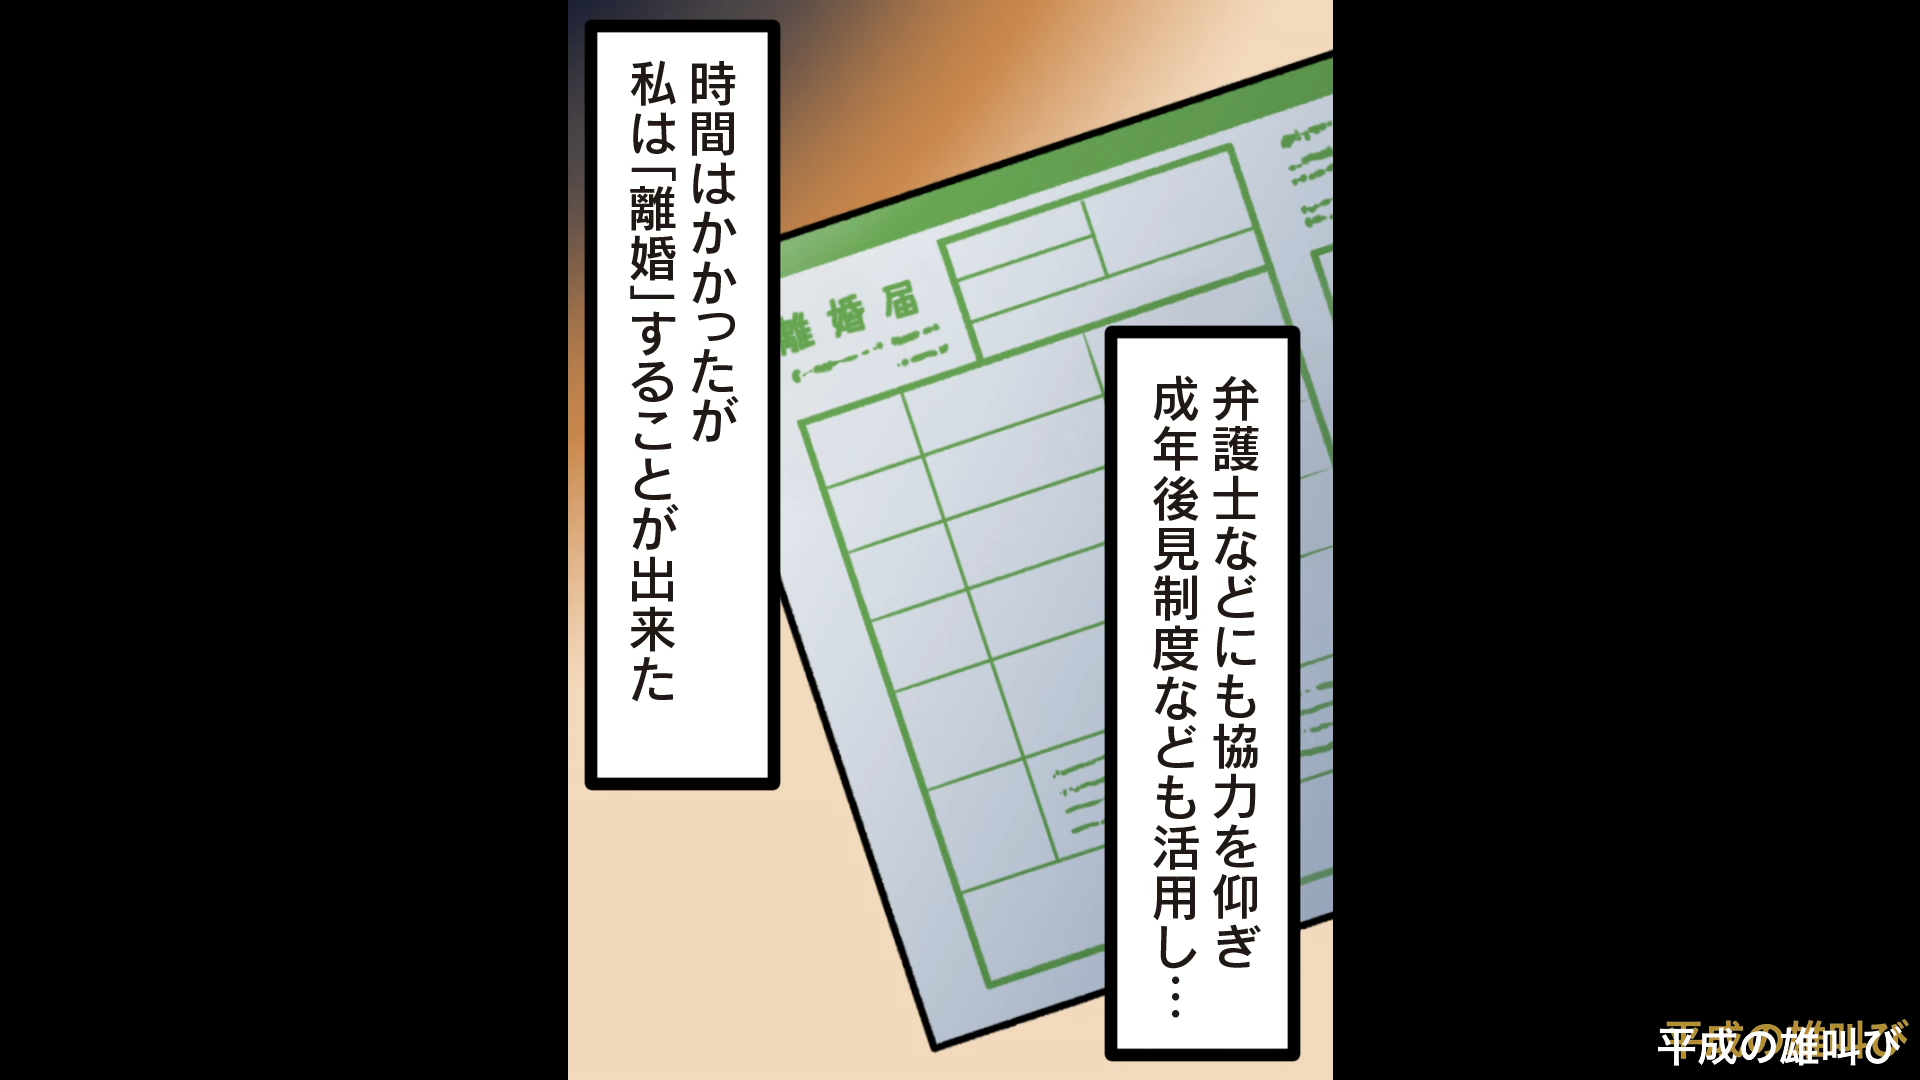 弁護士などにも協力を仰ぎ
成年後見制度なども活用し…
時間はかかつたが
私は「離婚」することが出来た
離婚届
平成の雄叫び